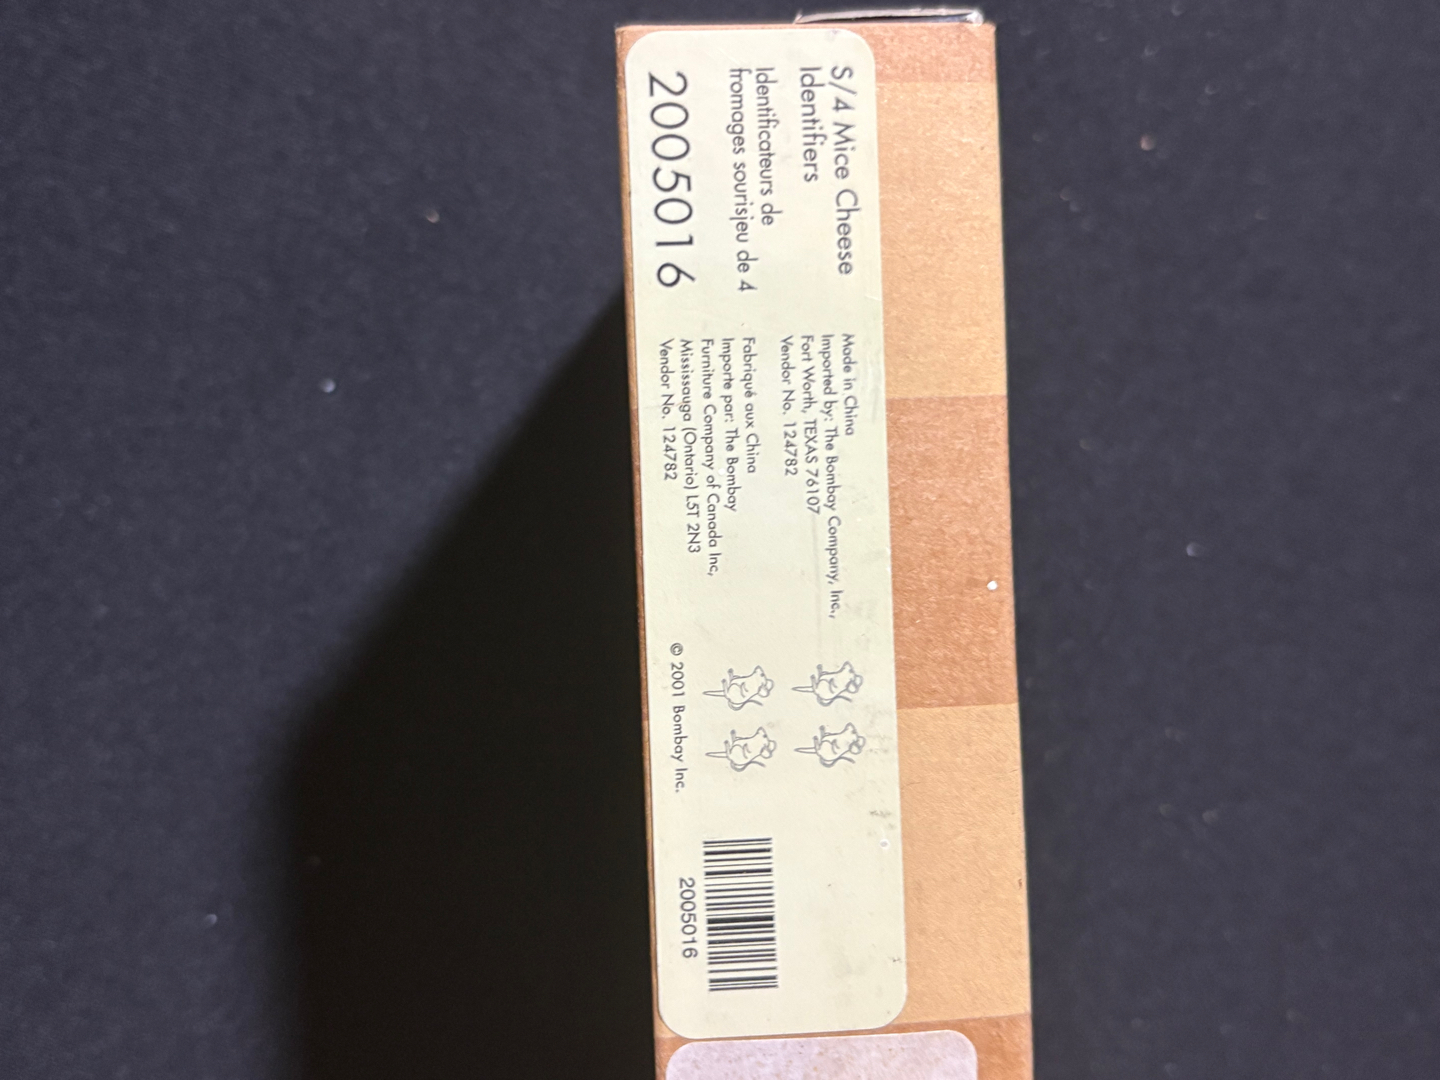 S/4 Mice Cheese
Identifiers
Identificateurs de
fromages sourisjeu de 4
2005016
Made in China
Imported by: The Bombay Company, Inc.,
Fort Worth, TEXAS 76107
Vendor No. 124782
Fabriqué aux China
Importe par: The Bombay
Furniture Company of Canada Inc,
Mississauga (Ontario) L5T 2N3
Vendor No. 124782
© 2001 Bombay Inc.
2005016